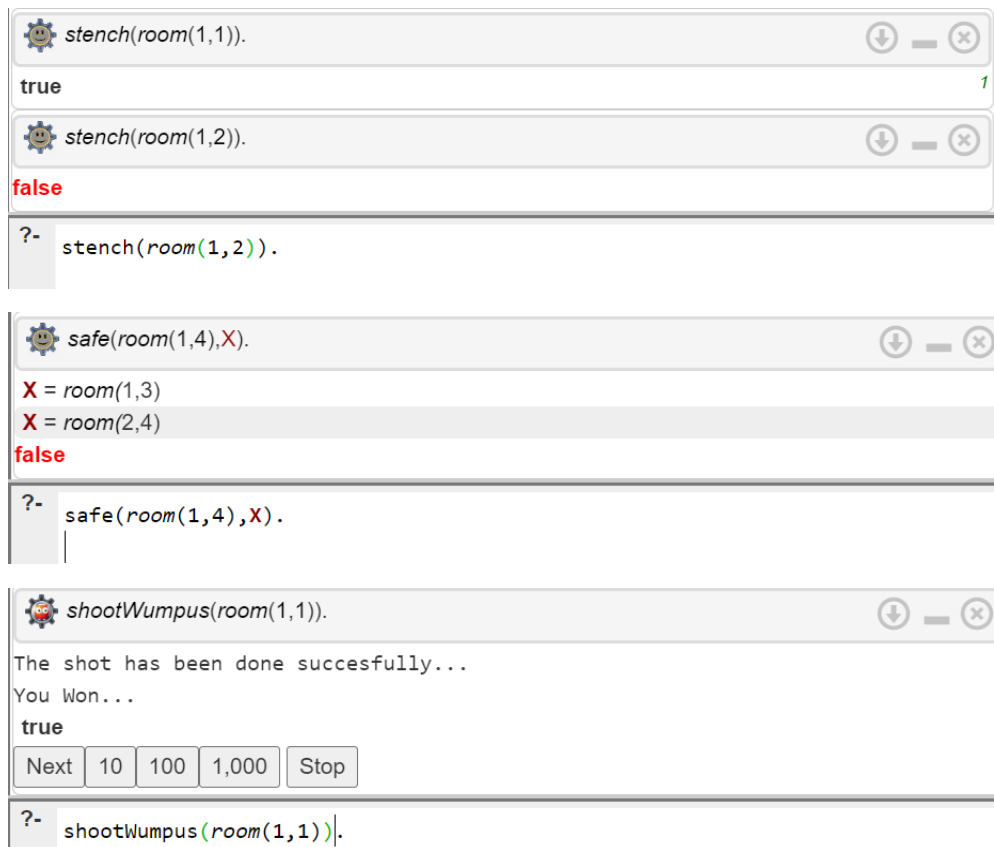 stench(room(1,1)).
true
1
stench(room(1,2)).
false
?- stench(room(1,2)).
safe(room(1,4),X).
X = room(1,3)
X = room(2,4)
false
?- safe(room(1,4),X).
shootWumpus(room(1,1)).
The shot has been done succesfully...
You Won...
true
Next 10 100 1,000 Stop
?- shootWumpus(room(1,1)).